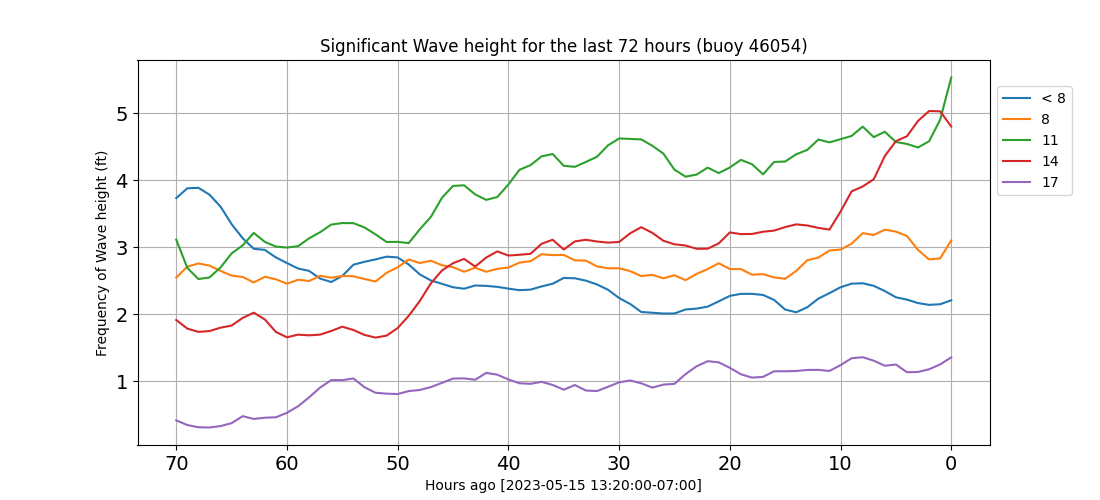 Significant Wave height for the last 72 hours (buoy 46054)
Frequency of Wave height (ft)
5
4
3
2
1
70 60 50 40 30 20 10 0
Hours ago [2023-05-15 13:20:00-07:00]
< 8
8
11
14
17